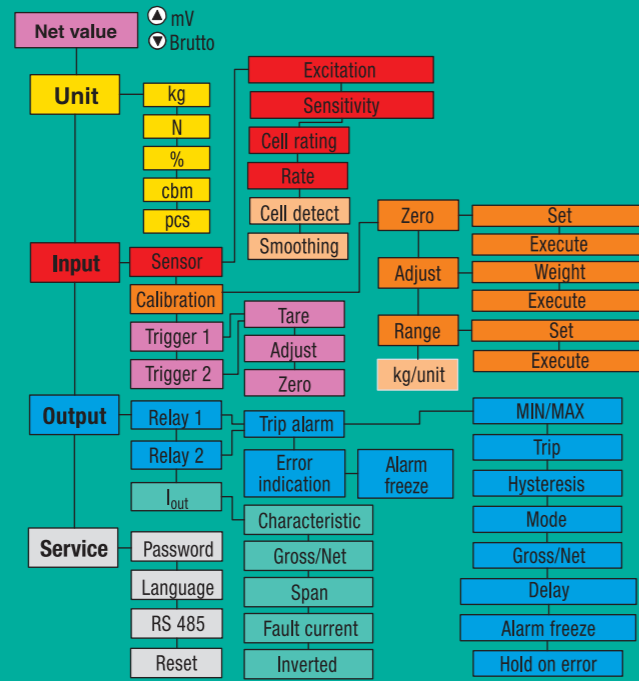 Net value
mV
Brutto
Unit
kg
N
%
cbm
pcs
Excitation
Sensitivity
Cell rating
Rate
Cell detect
Smoothing
Input
Sensor
Calibration
Trigger 1
Trigger 2
Tare
Adjust
Zero
Zero
Set
Execute
Adjust
Weight
Execute
Range
Set
Execute
kg/unit
Output
Relay 1
Relay 2
Iout
Trip alarm
Error
indication
Alarm
freeze
MIN/MAX
Trip
Hysteresis
Mode
Gross/Net
Delay
Alarm freeze
Hold on error
Characteristic
Gross/Net
Span
Fault current
Inverted
Service
Password
Language
RS 485
Reset